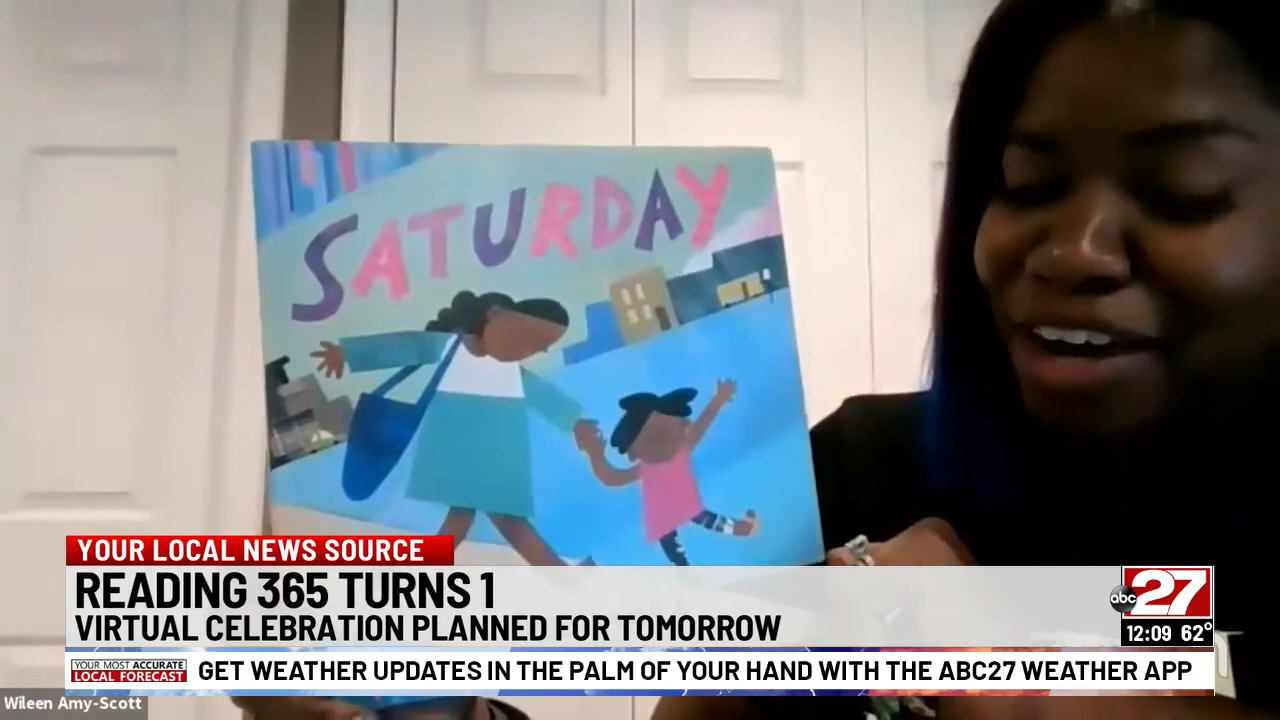 SATURDAY
YOUR LOCAL NEWS SOURCE
READING 365 TURNS 1
VIRTUAL CELEBRATION PLANNED FOR TOMORROW
abc 27
12:09 62°
YOUR MOST ACCURATE
LOCAL FORECAST
GET WEATHER UPDATES IN THE PALM OF YOUR HAND WITH THE ABC27 WEATHER APP
Wileen Amy-Scott